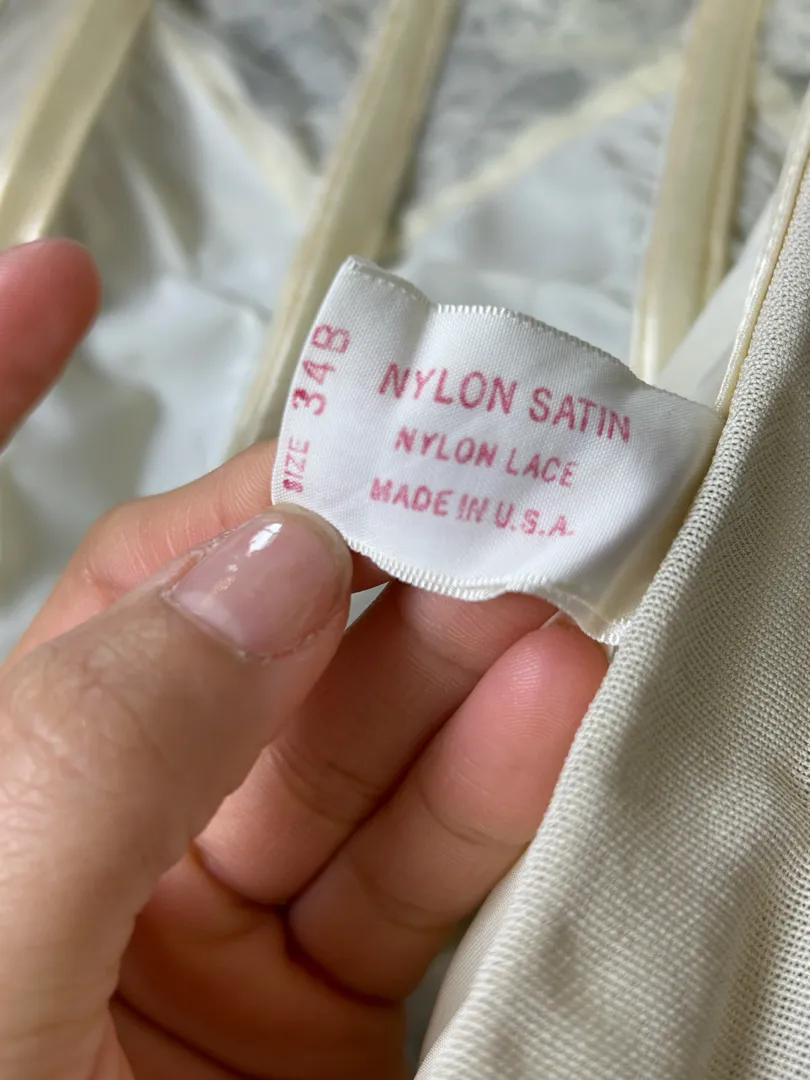 SIZE 34B
NYLON SATIN
NYLON LACE
MADE IN U.S.A.